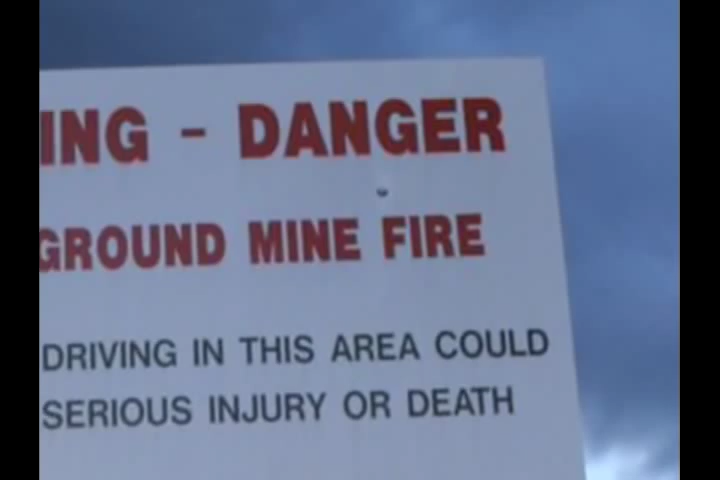 ING - DANGER
GROUND MINE FIRE
DRIVING IN THIS AREA COULD
SERIOUS INJURY OR DEATH